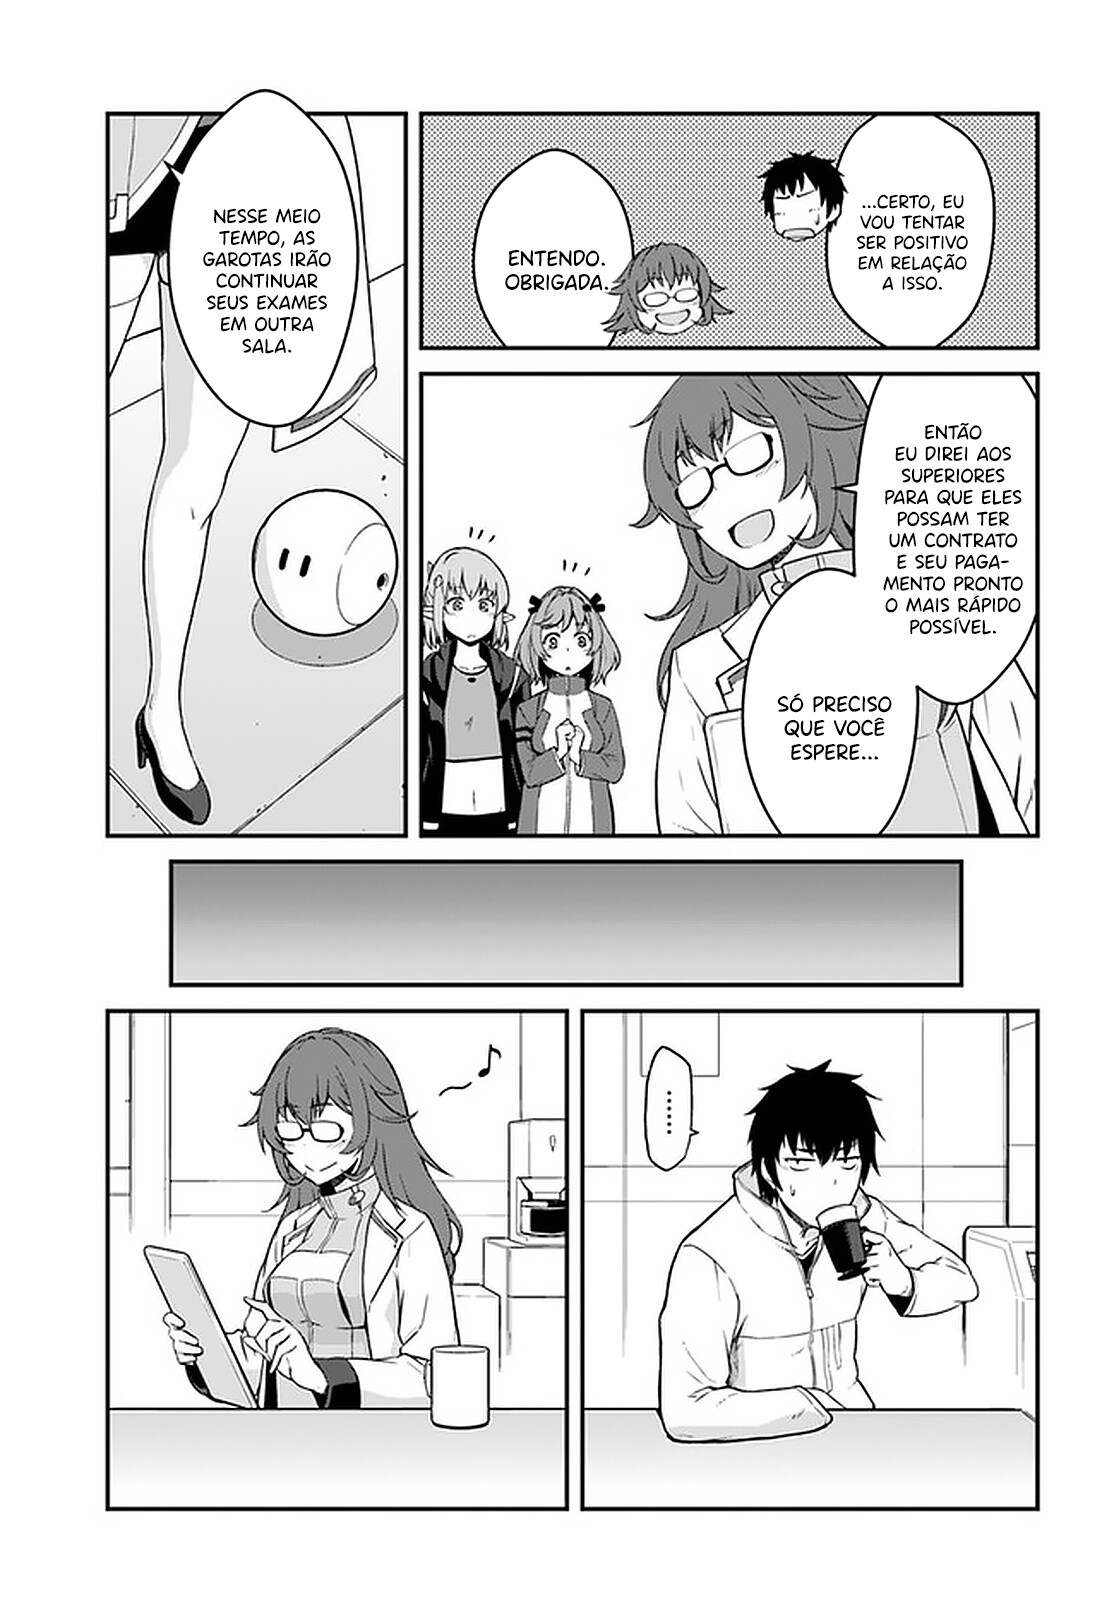 ...CERTO, EU
VOU TENTAR
SER POSITIVO
EM RELAÇÃO
A ISSO.
ENTENDO.
OBRIGADA.
ENTÃO
EU DIREI AOS
SUPERIORES
PARA QUE ELES
POSSAM TER
UM CONTRATO
E SEU PAGA-
MENTO PRONTO
O MAIS RÁPIDO
POSSÍVEL.
SÓ PRECISO
QUE VOCÊ
ESPERE...
NESSE MEIO
TEMPO, AS
GAROTAS IRÃO
CONTINUAR
SEUS EXAMES
EM OUTRA
SALA.
......